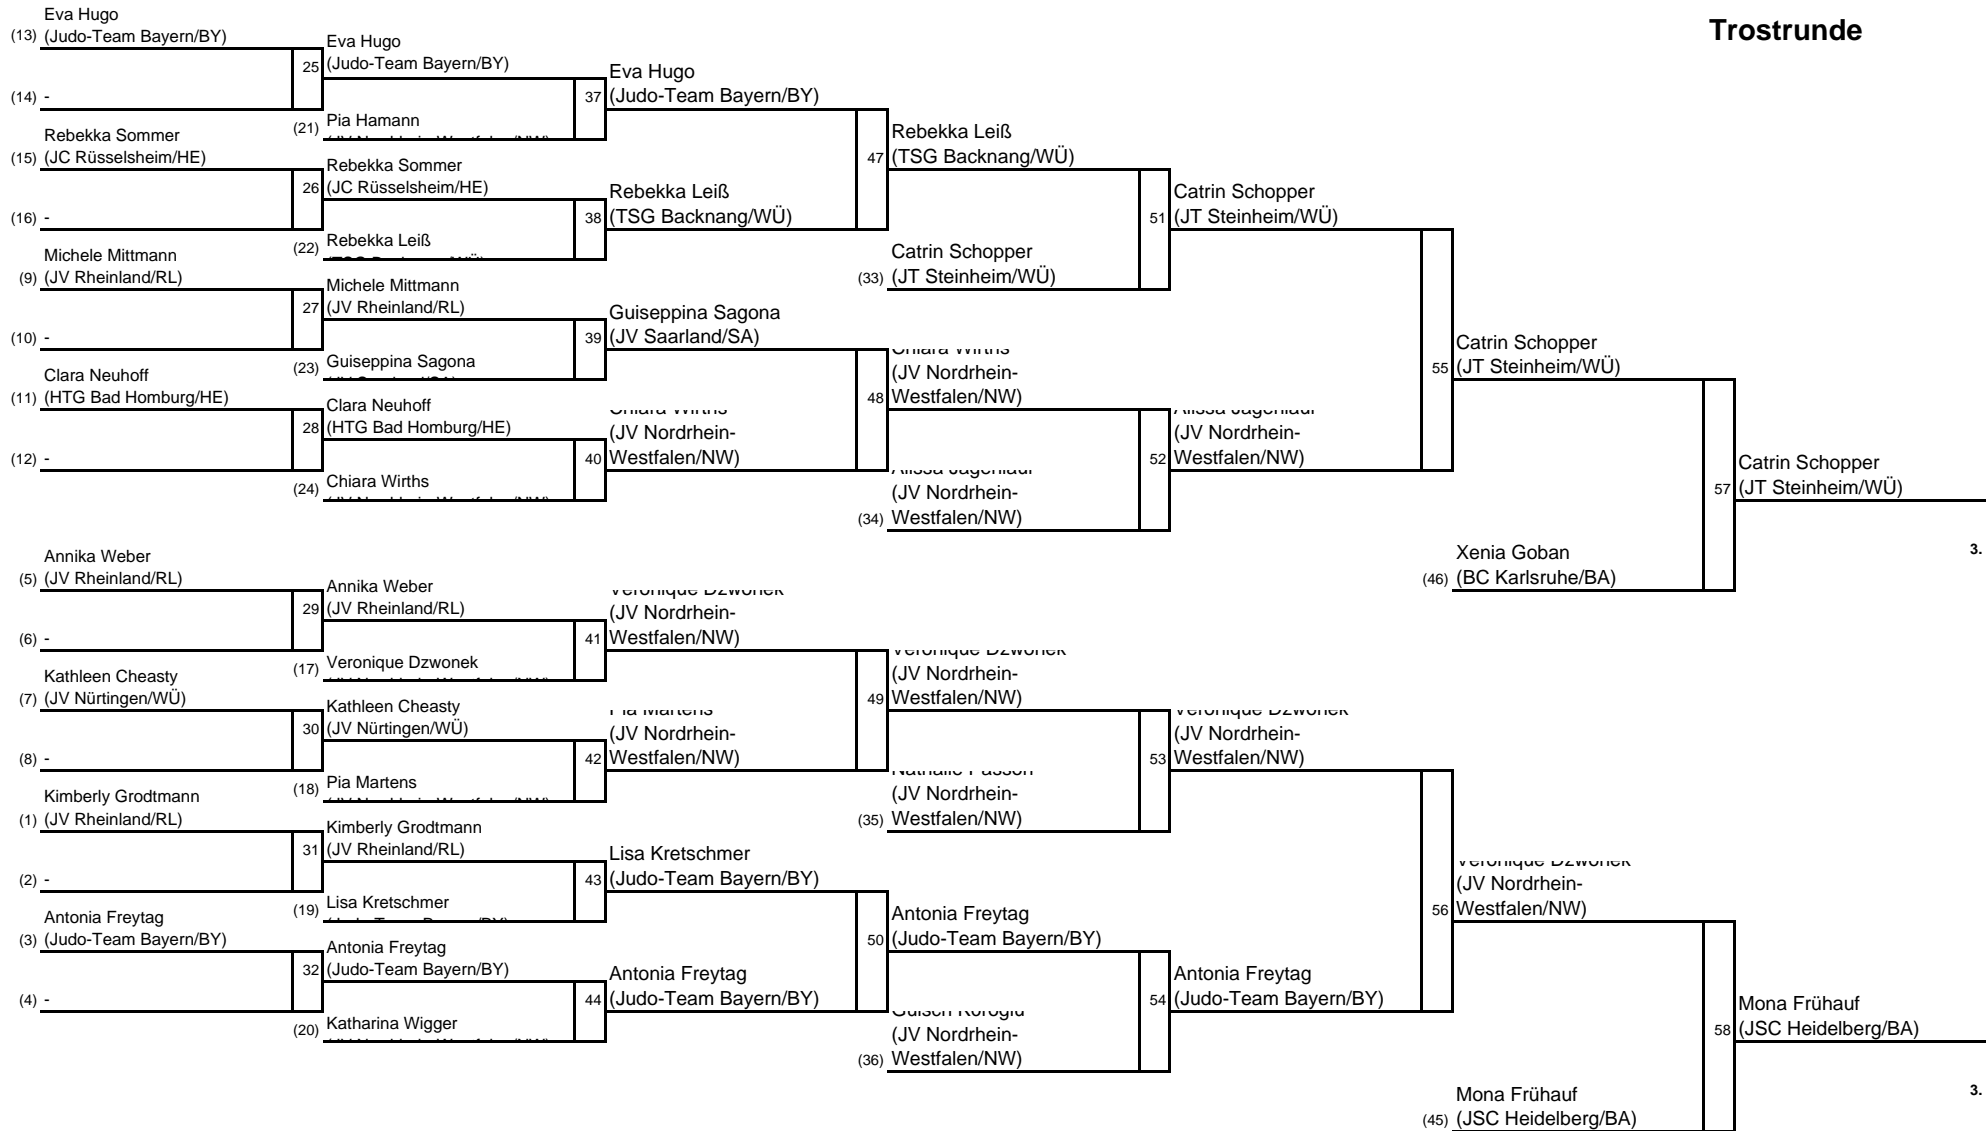 Trostrunde
Eva Hugo
(13) (Judo-Team Bayern/BY)
(14) -
25
Rebekka Sommer
(15) (JC Rüsselsheim/HE)
(16) -
26
Michele Mittmann
(9) (JV Rheinland/RL)
(10) -
27
Clara Neuhoff
(11) (HTG Bad Homburg/HE)
(12) -
28
Annika Weber
(5) (JV Rheinland/RL)
(6) -
29
Kathleen Cheasty
(7) (JV Nürtingen/WÜ)
(8) -
30
Kimberly Grodtmann
(1) (JV Rheinland/RL)
(2) -
31
Antonia Freytag
(3) (Judo-Team Bayern/BY)
(4) -
32
Eva Hugo
(Judo-Team Bayern/BY)
37
(21) Pia Hamann
Rebekka Sommer
(JC Rüsselsheim/HE)
38
(22) Rebekka Leiß
Michele Mittmann
(JV Rheinland/RL)
39
(23) Guiseppina Sagona
Clara Neuhoff
(HTG Bad Homburg/HE)
40
(24) Chiara Wirths
Annika Weber
(JV Rheinland/RL)
41
(17) Veronique Dzwonek
Kathleen Cheasty
(JV Nürtingen/WÜ)
42
(18) Pia Martens
Kimberly Grodtmann
(JV Rheinland/RL)
43
(19) Lisa Kretschmer
Antonia Freytag
(Judo-Team Bayern/BY)
44
(20) Katharina Wigger
Eva Hugo
(Judo-Team Bayern/BY)
47
Rebekka Leiß
(TSG Backnang/WÜ)
Guiseppina Sagona
(JV Saarland/SA)
48
Chiara Wirths
(JV Nordrhein-
Westfalen/NW)
Veronique Dzwonek
(JV Nordrhein-
Westfalen/NW)
49
Pia Martens
(JV Nordrhein-
Westfalen/NW)
Lisa Kretschmer
(Judo-Team Bayern/BY)
50
Antonia Freytag
(Judo-Team Bayern/BY)
Rebekka Leiß
(TSG Backnang/WÜ)
51
Catrin Schopper
(33) (JT Steinheim/WÜ)
Chiara Wirths
(JV Nordrhein-
Westfalen/NW)
52
(JV Nordrhein-
(34) Westfalen/NW)
Veronique Dzwonek
(JV Nordrhein-
Westfalen/NW)
53
(JV Nordrhein-
(35) Westfalen/NW)
Antonia Freytag
(Judo-Team Bayern/BY)
54
(JV Nordrhein-
(36) Westfalen/NW)
Catrin Schopper
(JT Steinheim/WÜ)
55
(JV Nordrhein-
Westfalen/NW)
Veronique Dzwonek
(JV Nordrhein-
Westfalen/NW)
56
Antonia Freytag
(Judo-Team Bayern/BY)
Catrin Schopper
(JT Steinheim/WÜ)
57
Xenia Goban
(46) (BC Karlsruhe/BA)
Veronique Dzwonek
(JV Nordrhein-
Westfalen/NW)
58
Mona Frühauf
(45) (JSC Heidelberg/BA)
Catrin Schopper
(JT Steinheim/WÜ)
3.
Mona Frühauf
(JSC Heidelberg/BA)
3.